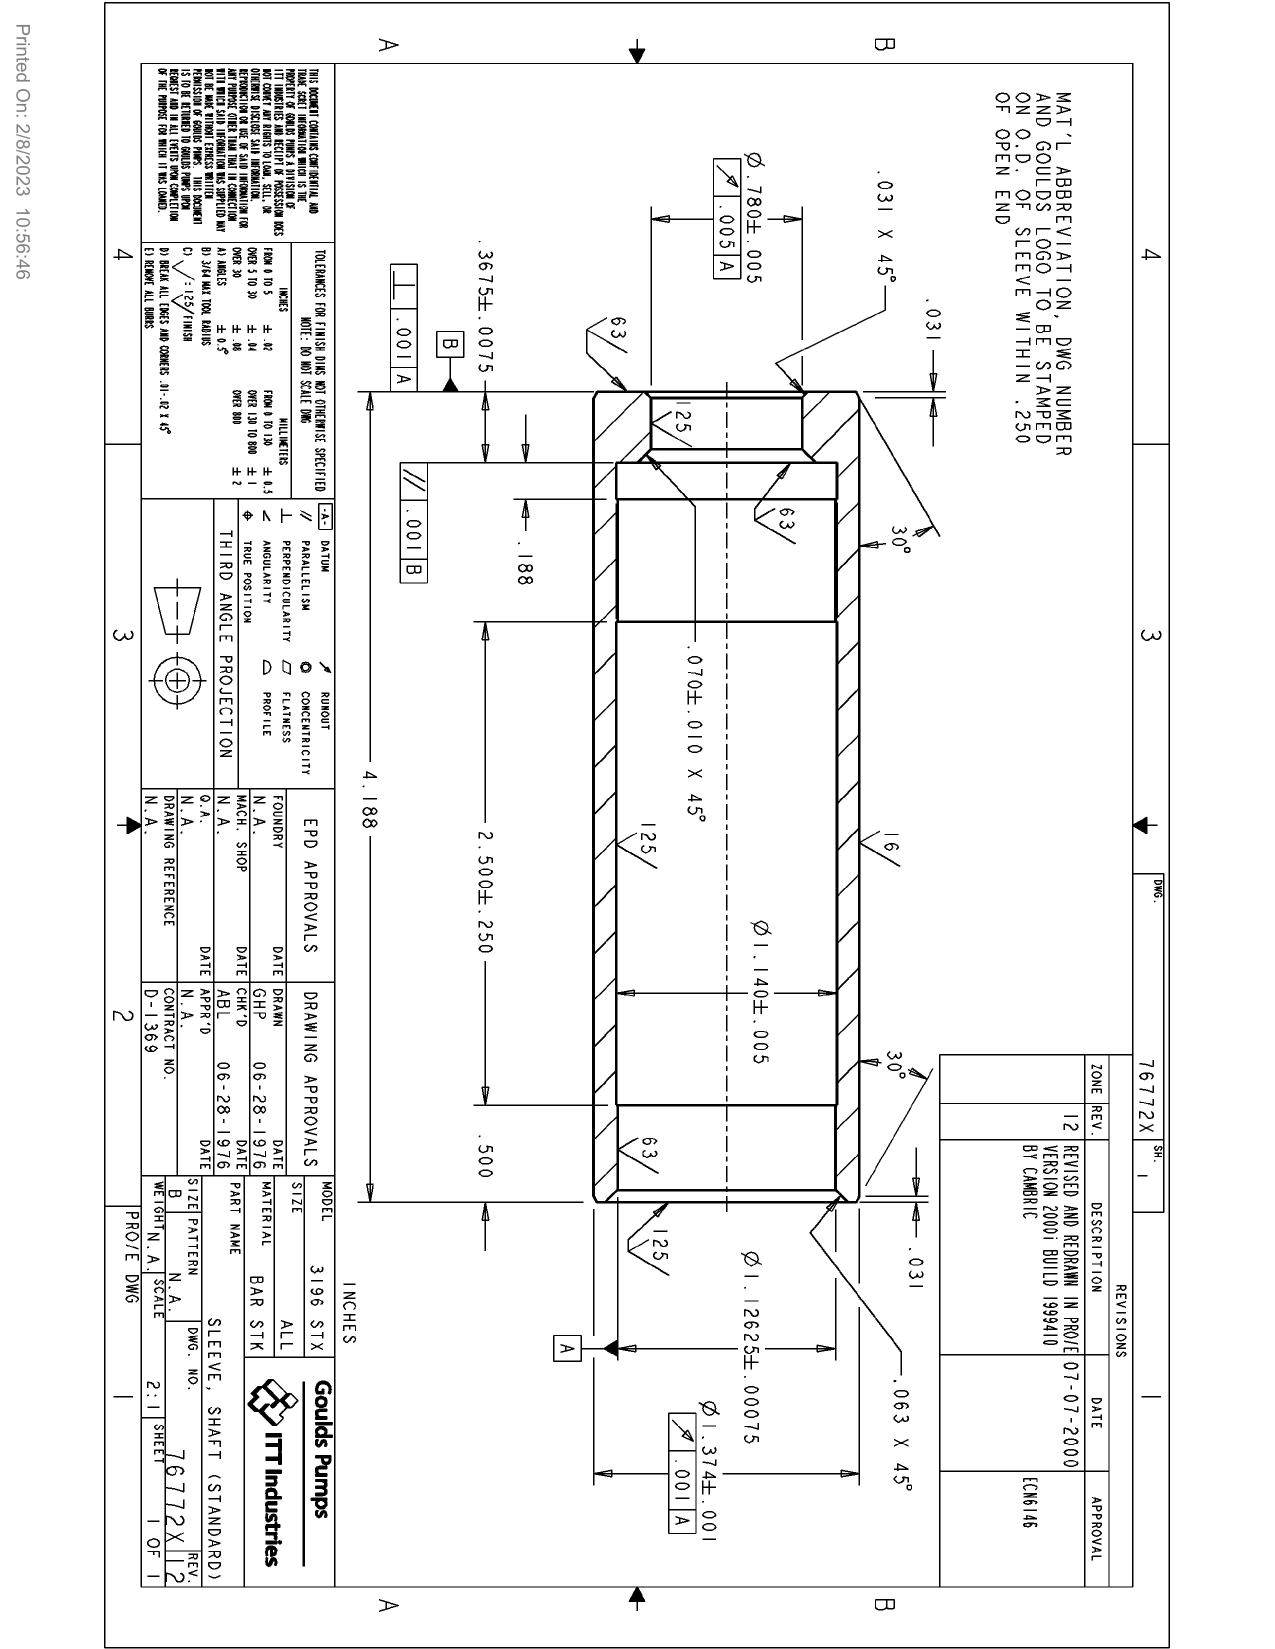 Printed On: 2/8/2023 10:56:46
4
3
2
1
B
A
B
A
DWG.
76772X
SH.
1
REVISIONS
ZONE REV. DESCRIPTION DATE APPROVAL
12 REVISED AND REDRAWN IN PRO/E 07-07-2000 ECN6146
VERSION 2000i BUILD 1999410
BY CAMBRIC
MAT'L ABBREVIATION, DWG NUMBER
AND GOULDS LOGO TO BE STAMPED
ON O.D. OF SLEEVE WITHIN .250
OF OPEN END
.031
.031 X 45°
Ø.780±.005
.005 A
30°
30°
.031
.063 X 45°
16
63
125
63
.070±.010 X 45°
125
63
125
Ø1.140±.005
Ø1.12625±.00075
A
Ø1.374±.001
.001 A
.3675±.0075
B
⊥ .001 A
// .001 B
.188
2.500±.250
.500
4.188
INCHES
THIS DOCUMENT CONTAINS CONFIDENTIAL AND
TRADE SCRET INFORMATION WHICH IS THE
PROPERTY OF GOULDS PUMPS A DIVISION OF
ITT INDUSTRIES AND RECEIPT OF POSSESSION DOES
NOT CONVEY ANY RIGHTS TO LOAN, SELL, OR
OTHERWISE DISCLOSE SAID INFORMATION.
REPRODUCTION OR USE OF SAID INFORMATION FOR
ANY PURPOSE OTHER THAN THAT IN CONNECTION
WITH WHICH SAID INFORMATION WAS SUPPLIED MAY
NOT BE MADE WITHOUT EXPRESS WRITTEN
PERMISSION OF GOULDS PUMPS. THIS DOCUMENT
IS TO BE RETURNED TO GOULDS PUMPS UPON
REQUEST AND IN ALL EVENTS UPON COMPLETION
OF THE PURPOSE FOR WHICH IT WAS LOANED.
TOLERANCES FOR FINISH DIMS NOT OTHERWISE SPECIFIED
NOTE: DO NOT SCALE DWG
INCHES MILLIMETERS
FROM 0 TO 5 ± .02 FROM 0 TO 130 ± 0.5
OVER 5 TO 30 ± .04 OVER 130 TO 800 ± 1
OVER 30 ± .08 OVER 800 ± 2
A) ANGLES ± 0.5°
B) 3/64 MAX TOOL RADIUS
C) √ : 125/ FINISH
D) BREAK ALL EDGES AND CORNERS .01-.02 X 45°
E) REMOVE ALL BURRS
-A- DATUM RUNOUT
// PARALLELISM CONCENTRICITY
⊥ PERPENDICULARITY FLATNESS
∠ ANGULARITY PROFILE
TRUE POSITION
THIRD ANGLE PROJECTION
EPD APPROVALS
FOUNDRY DATE
N.A.
MACH. SHOP DATE
N.A.
Q.A. DATE
N.A.
DRAWING REFERENCE
N.A.
DRAWING APPROVALS
DRAWN DATE
GHP 06-28-1976
CHK'D DATE
ABL 06-28-1976
APPR'D DATE
N.A.
CONTRACT NO.
D-1369
MODEL 3196 STX
SIZE ALL
MATERIAL BAR STK
Goulds Pumps
ITT Industries
PART NAME
SLEEVE, SHAFT (STANDARD)
SIZE B PATTERN N.A. DWG. NO. 76772X REV. 12
WEIGHT N.A. SCALE 2:1 SHEET 1 OF 1
PRO/E DWG
4
3
2
1